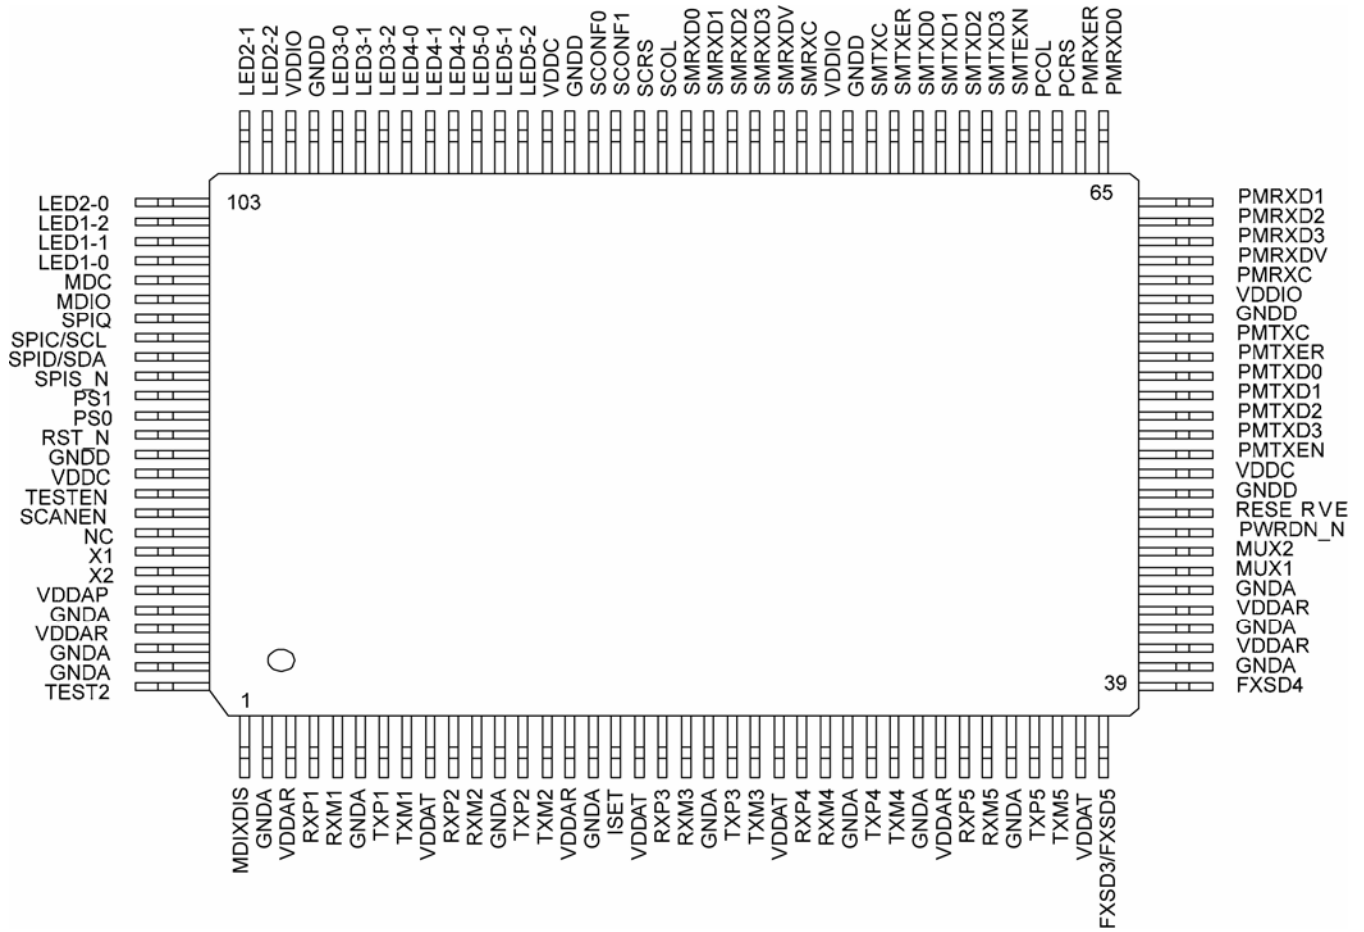 LED2-1
LED2-2
VDDIO
GNDD
LED3-0
LED3-1
LED3-2
LED4-0
LED4-1
LED4-2
LED5-0
LED5-1
LED5-2
VDDC
GNDD
SCONF0
SCONF1
SCRS
SCOL
SMRXD0
SMRXD1
SMRXD2
SMRXD3
SMRXDV
SMRXC
VDDIO
GNDD
SMTXC
SMTXER
SMTXD0
SMTXD1
SMTXD2
SMTXD3
SMTEXN
PCOL
PCRS
PMRXER
PMRXD0
103
65
LED2-0
LED1-2
LED1-1
LED1-0
MDC
MDIO
SPIQ
SPIC/SCL
SPID/SDA
SPIS_N
PS1
PS0
RST_N
GNDD
VDDC
TESTEN
SCANEN
NC
X1
X2
VDDAP
GNDA
VDDAR
GNDA
GNDA
TEST2
PMRXD1
PMRXD2
PMRXD3
PMRXDV
PMRXC
VDDIO
GNDD
PMTXC
PMTXER
PMTXD0
PMTXD1
PMTXD2
PMTXD3
PMTXEN
VDDC
GNDD
RESE RVE
PWRDN_N
MUX2
MUX1
GNDA
VDDAR
GNDA
VDDAR
GNDA
FXSD4
1
39
MDIXDIS
GNDA
VDDAR
RXP1
RXM1
GNDA
TXP1
TXM1
VDDAT
RXP2
RXM2
GNDA
TXP2
TXM2
VDDAR
GNDA
ISET
VDDAT
RXP3
RXM3
GNDA
TXP3
TXM3
VDDAT
RXP4
RXM4
GNDA
TXP4
TXM4
GNDA
VDDAR
RXP5
RXM5
GNDA
TXP5
TXM5
VDDAT
FXSD3/FXSD5